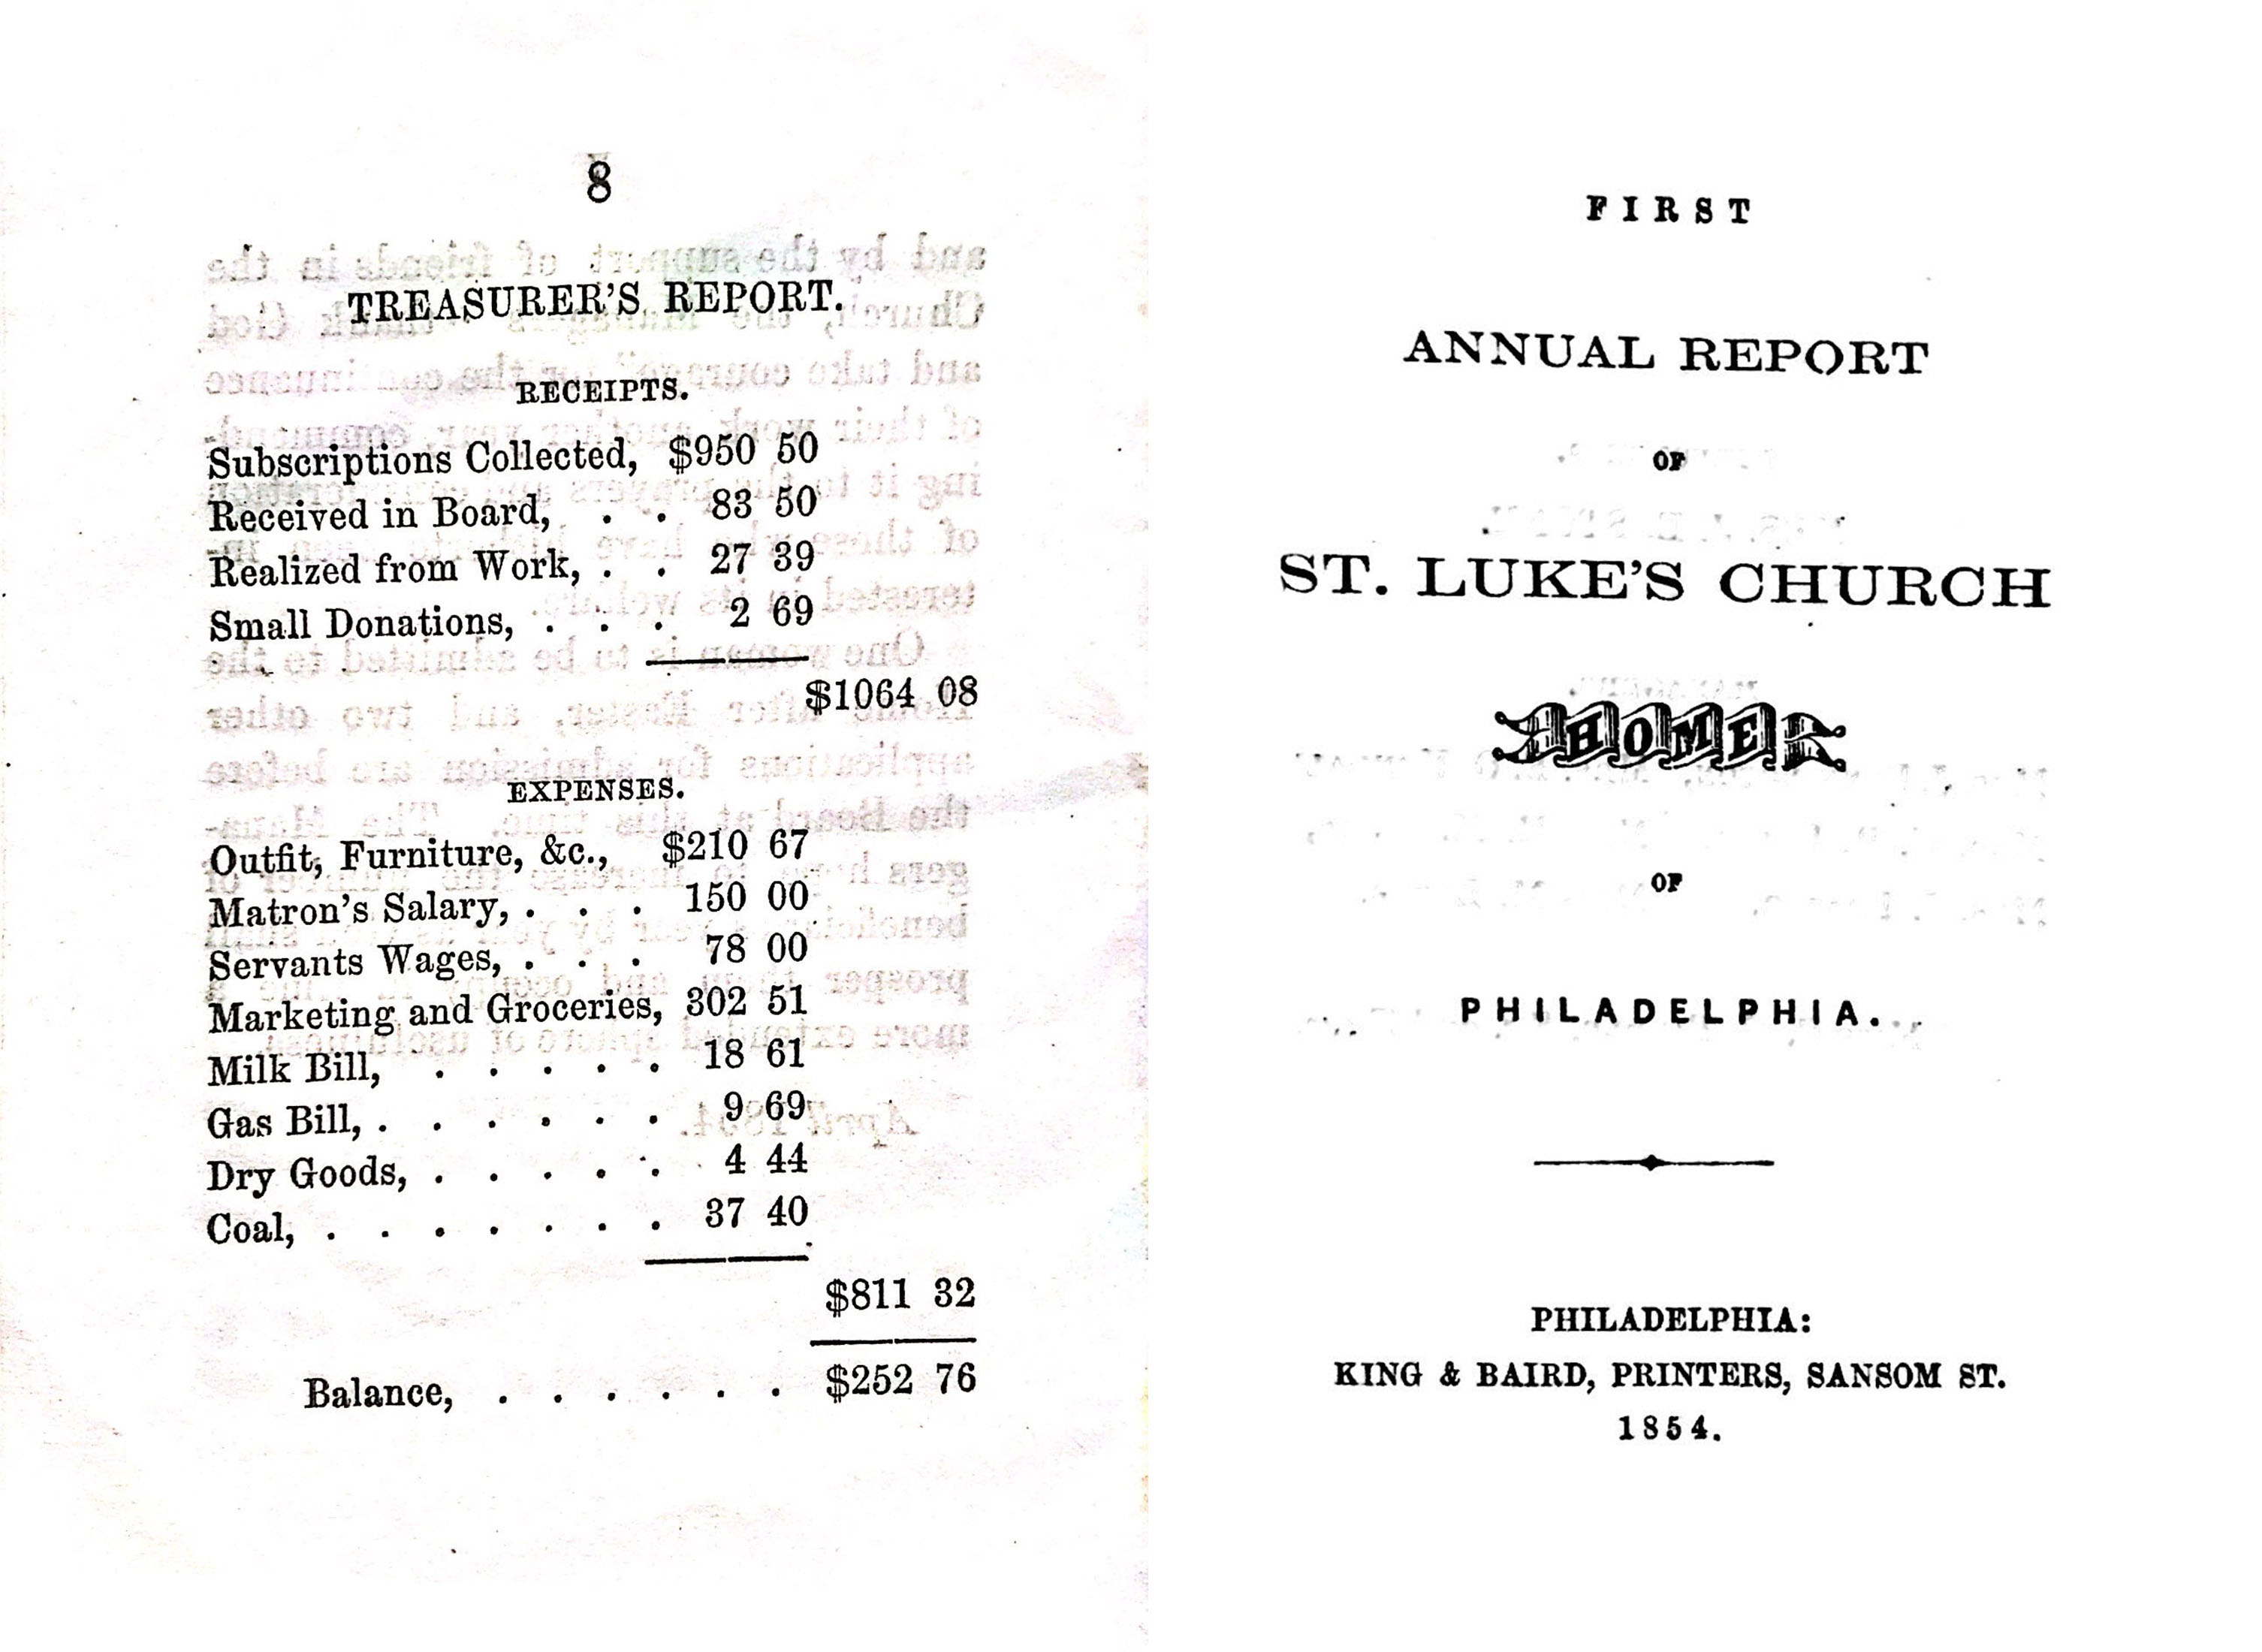 8
TREASURER'S REPORT.
RECEIPTS.
Subscriptions Collected, $950 50
Received in Board, . . 83 50
Realized from Work, . . 27 39
Small Donations, . . . 2 69
$1064 08
EXPENSES.
Outfit, Furniture, &c., $210 67
Matron's Salary, . . . 150 00
Servants Wages, . . . 78 00
Marketing and Groceries, 302 51
Milk Bill, . . . . . 18 61
Gas Bill, . . . . . . 9 69
Dry Goods, . . . . . 4 44
Coal, . . . . . . . 37 40
$811 32
Balance, . . . . . . $252 76
FIRST
ANNUAL REPORT
OF
ST. LUKE'S CHURCH
HOME
OF
PHILADELPHIA.
PHILADELPHIA:
KING & BAIRD, PRINTERS, SANSOM ST.
1854.